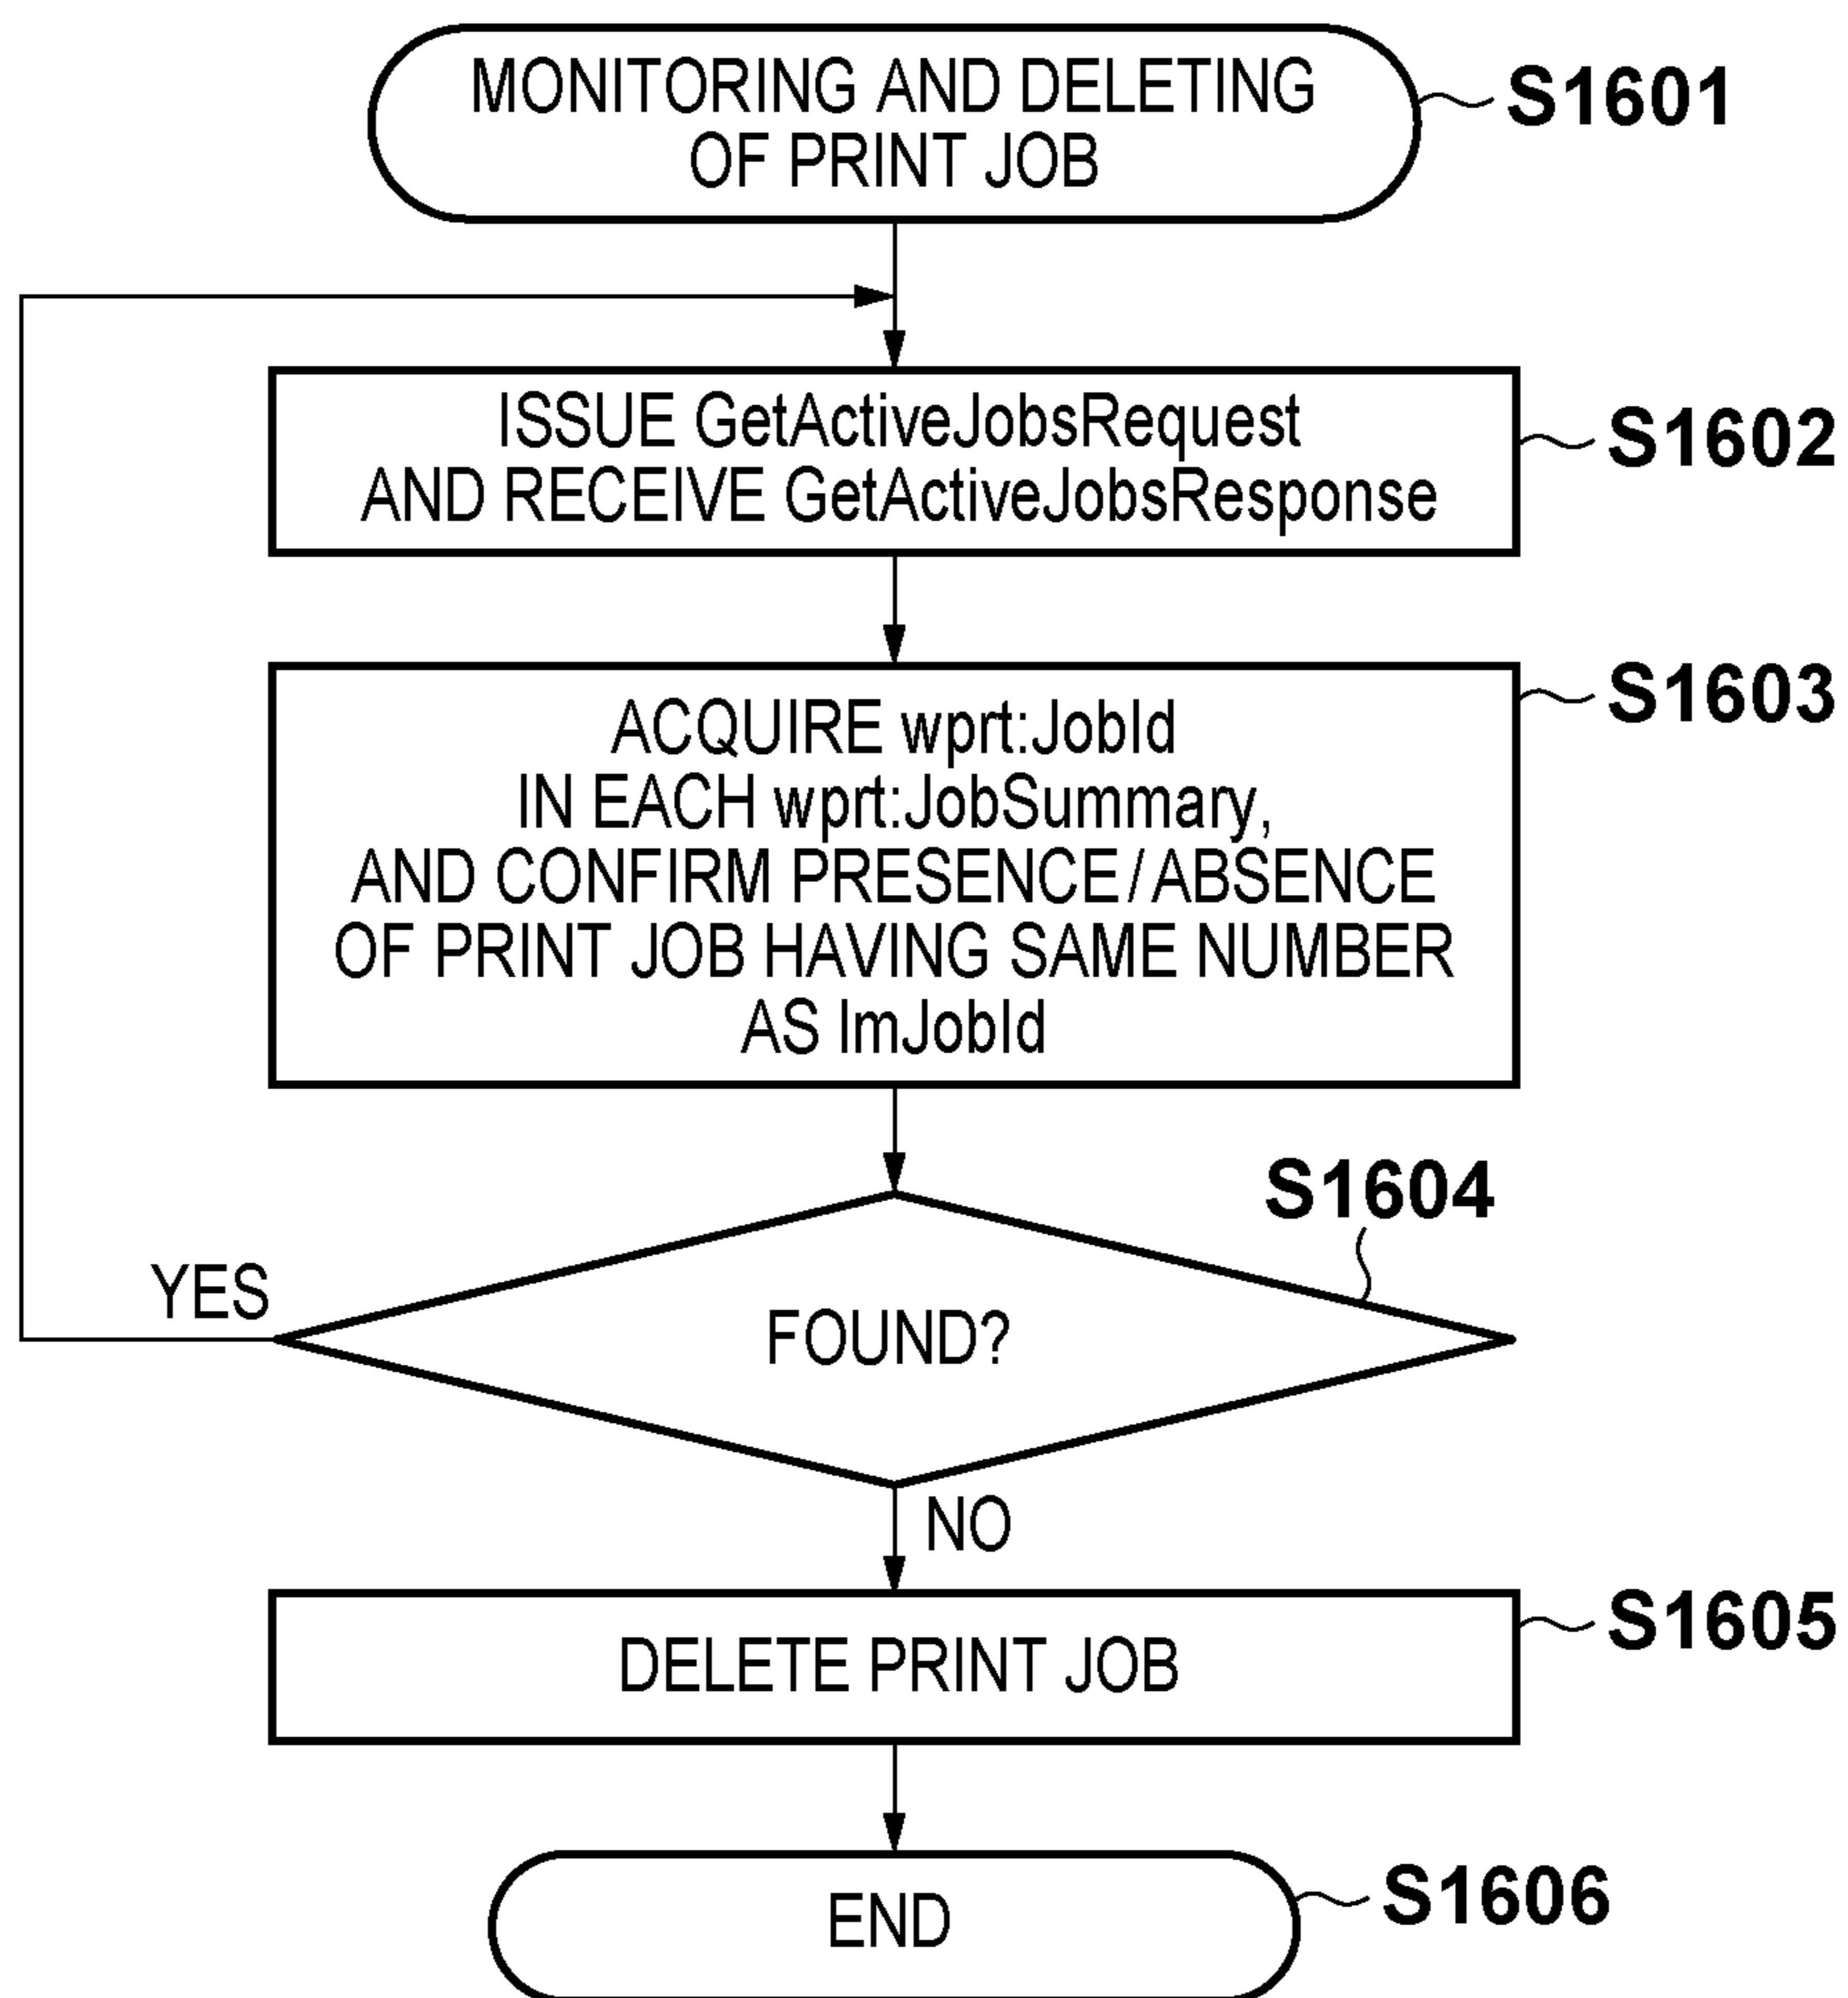 MONITORING AND DELETING
OF PRINT JOB
S1601
ISSUE GetActiveJobsRequest
AND RECEIVE GetActiveJobsResponse
S1602
ACQUIRE wprt:JobId
IN EACH wprt:JobSummary,
AND CONFIRM PRESENCE/ABSENCE
OF PRINT JOB HAVING SAME NUMBER
AS lmJobId
S1603
S1604
YES
FOUND?
NO
DELETE PRINT JOB
S1605
END
S1606